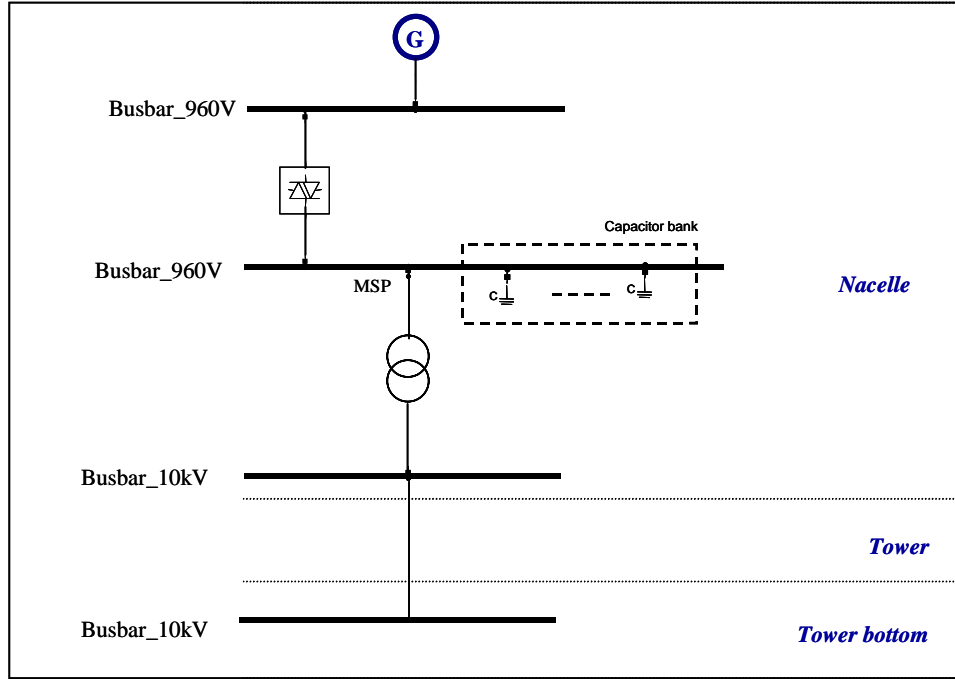 G
Busbar_960V
Capacitor bank
Busbar_960V
MSP
C
C
Nacelle
Busbar_10kV
Tower
Busbar_10kV
Tower bottom